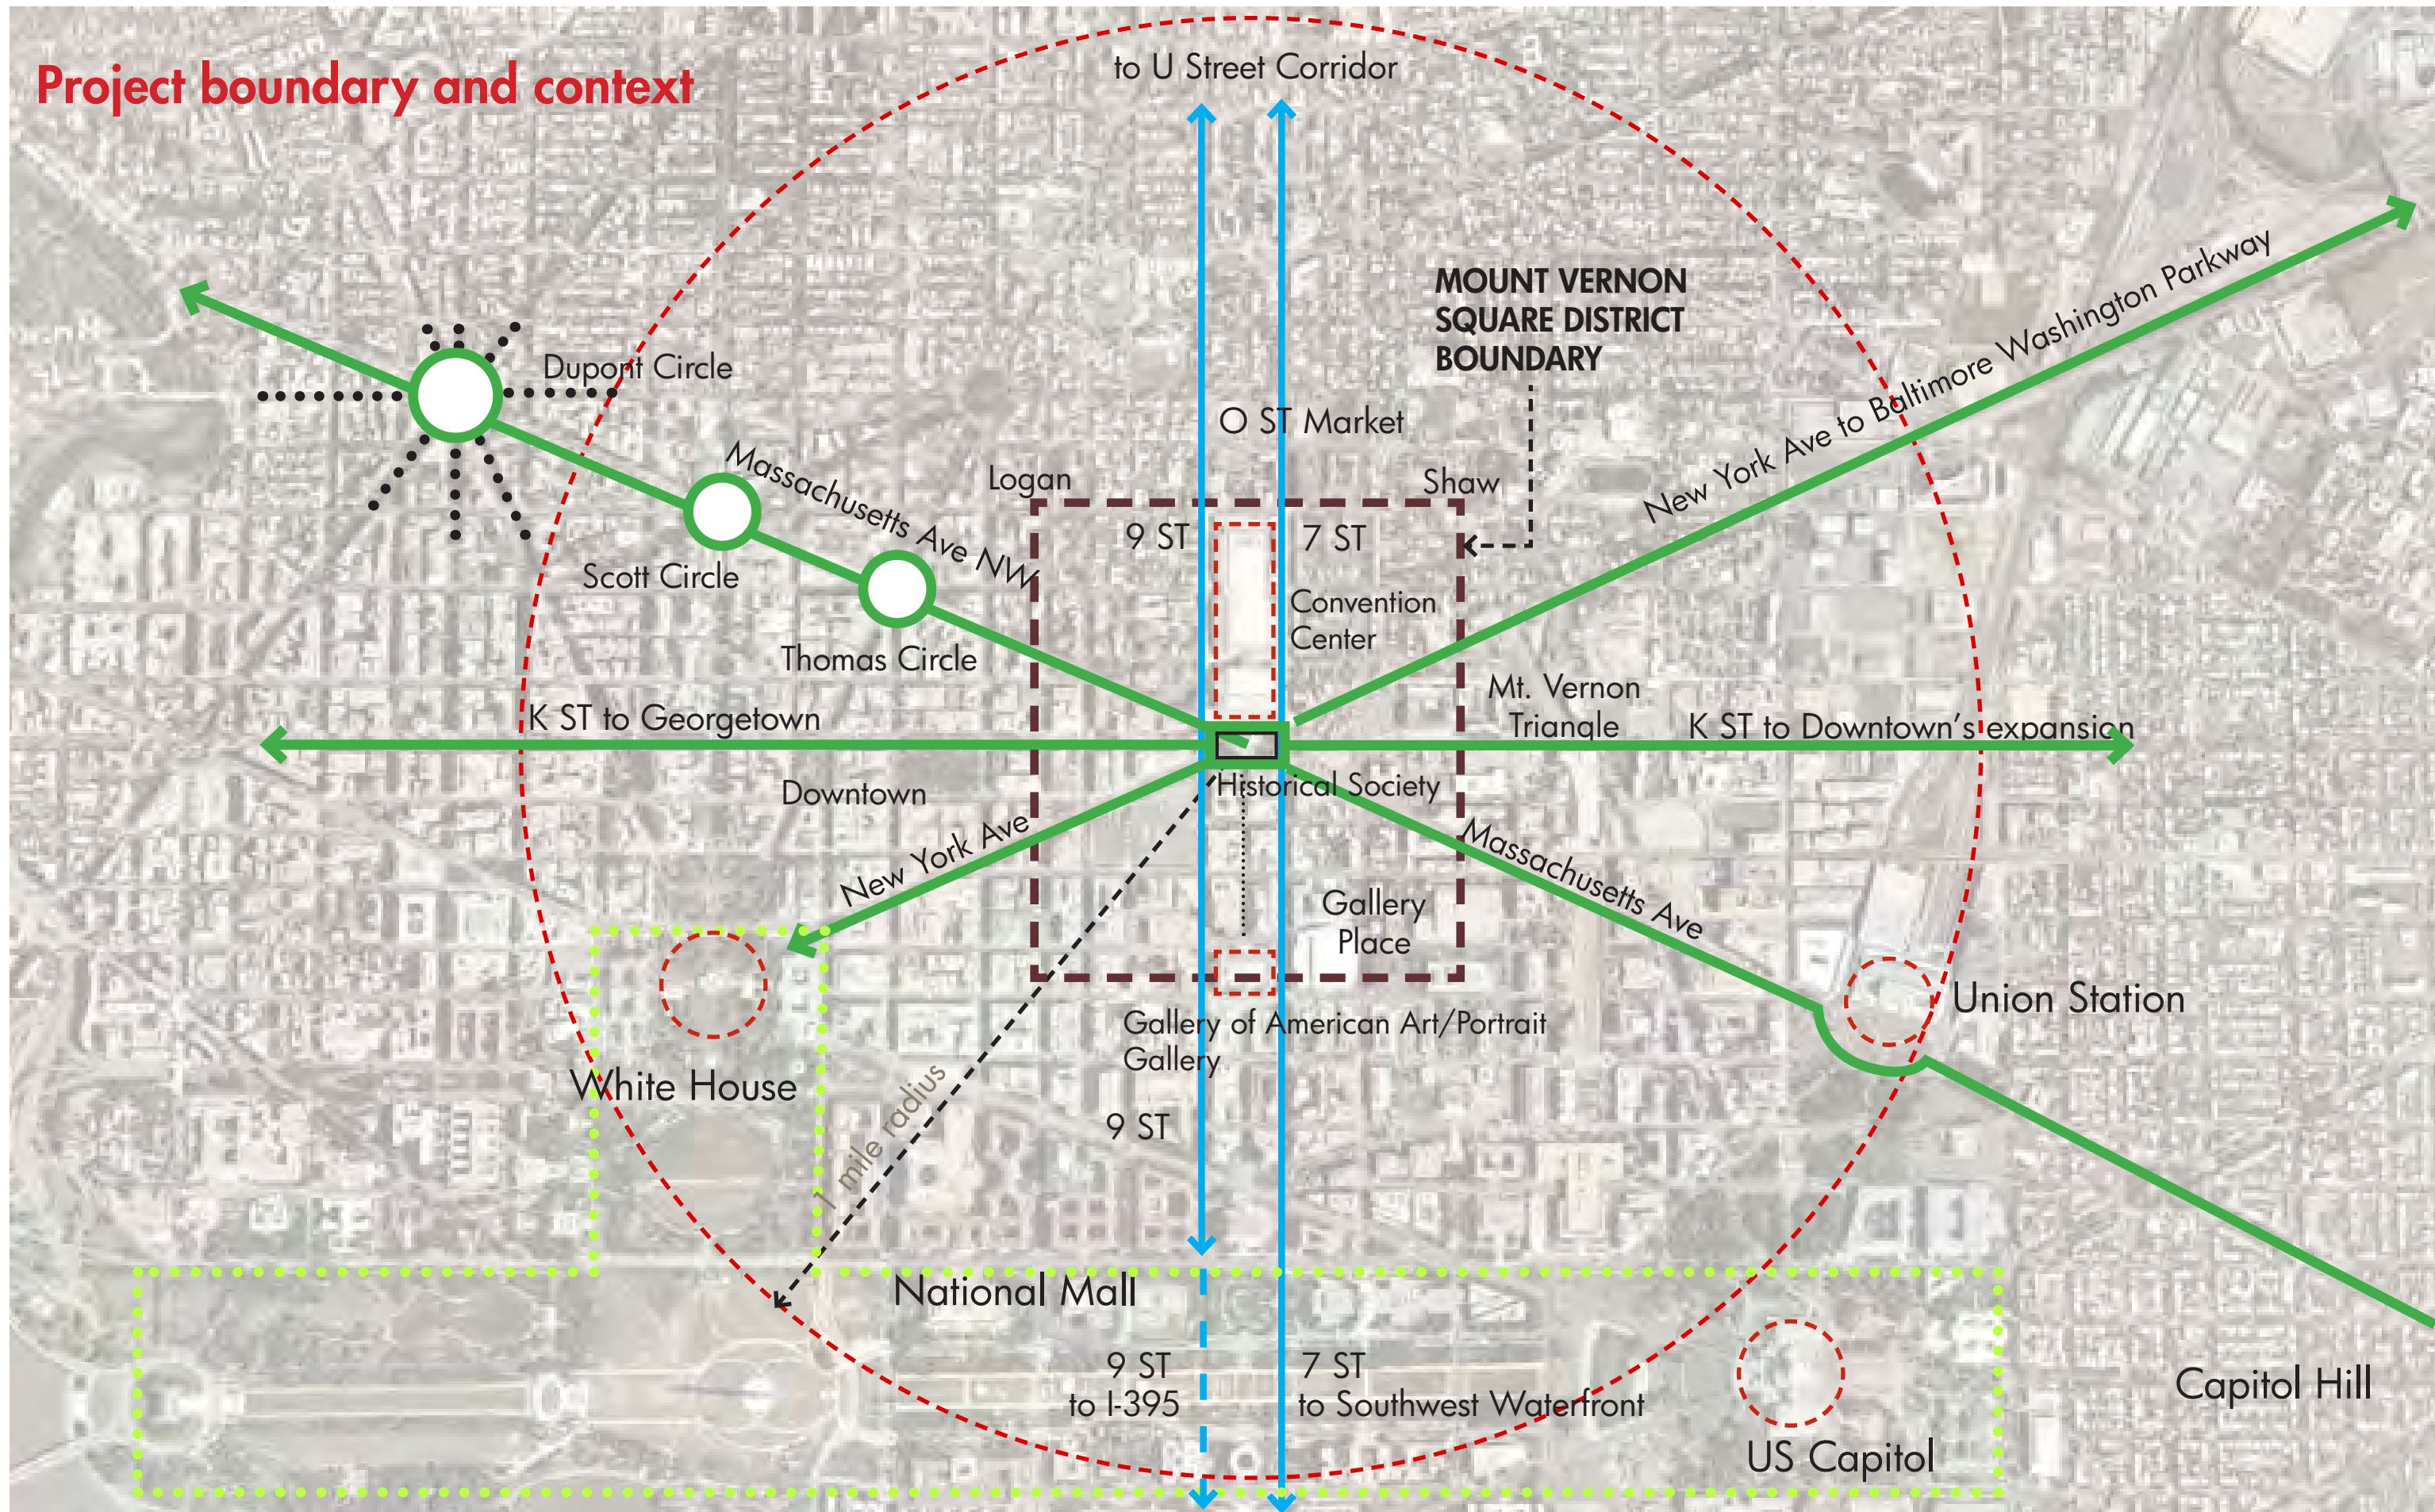 Project boundary and context
to U Street Corridor
MOUNT VERNON
SQUARE DISTRICT
BOUNDARY
New York Ave to Baltimore Washington Parkway
Dupont Circle
O ST Market
Massachusetts Ave NW
Logan
Shaw
9 ST
7 ST
Scott Circle
Convention
Center
Thomas Circle
Mt. Vernon
Triangle
K ST to Georgetown
K ST to Downtown's expansion
Downtown
Historical Society
New York Ave
Massachusetts Ave
Gallery
Place
Union Station
Gallery of American Art/Portrait
Gallery
White House
1 mile radius
9 ST
National Mall
9 ST
to I-395
7 ST
to Southwest Waterfront
Capitol Hill
US Capitol